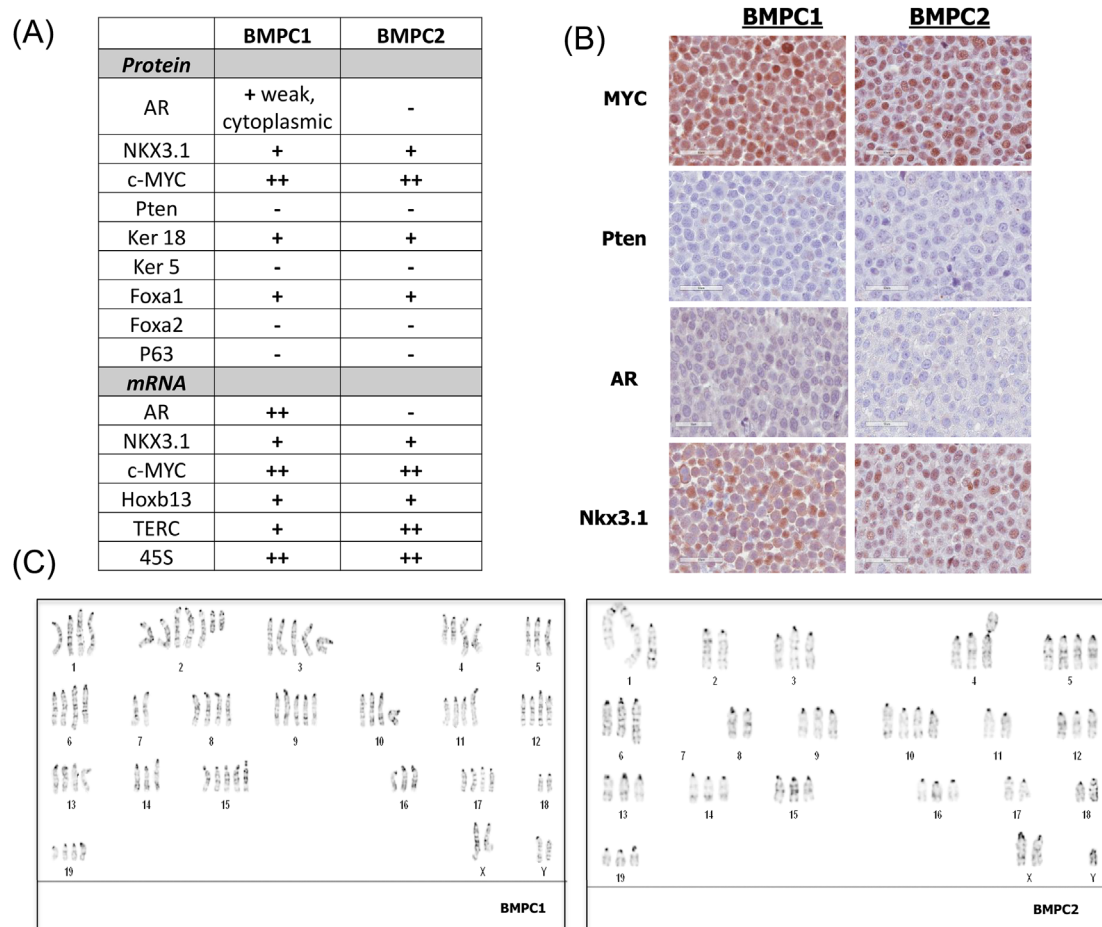 (A)
BMPC1 BMPC2
Protein
AR + weak, cytoplasmic -
NKX3.1 + +
c-MYC ++ ++
Pten - -
Ker 18 + +
Ker 5 - -
Foxa1 + +
Foxa2 - -
P63 - -
mRNA
AR ++ -
NKX3.1 + +
c-MYC ++ ++
Hoxb13 + +
TERC + ++
45S ++ ++
(B)
BMPC1 BMPC2
MYC
Pten
AR
Nkx3.1
(C)
1 2 3 4 5
6 7 8 9 10 11 12
13 14 15 16 17 18
19 X Y
BMPC1
1 2 3 4 5
6 7 8 9 10 11 12
13 14 15 16 17 18
19 X Y
BMPC2